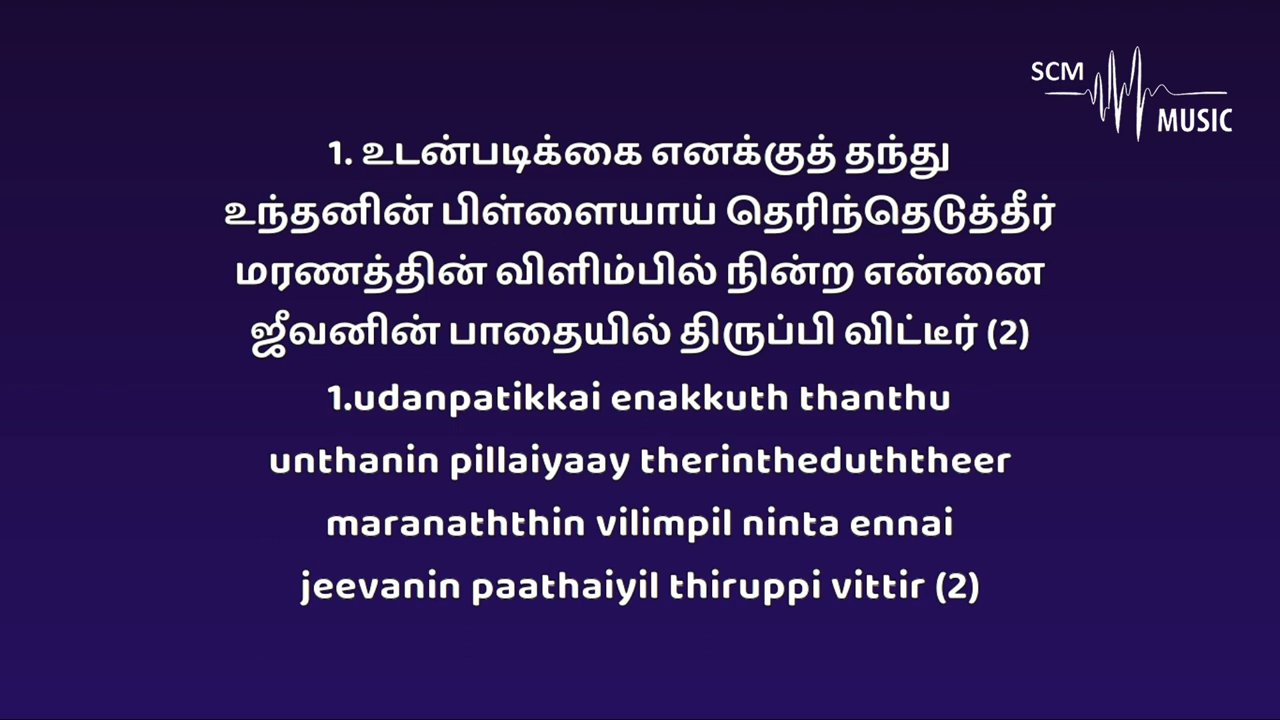 SCM
MUSIC
1. உடன்படிக்கை எனக்குத் தந்து
உந்தனின் பிள்ளையாய் தெரிந்தெடுத்தீர்
மரணத்தின் விளிம்பில் நின்ற என்னை
ஜீவனின் பாதையில் திருப்பி விட்டீர் (2)
1.udanpatikkai enakkuth thanthu
unthanin pillaiyaay therintheduththeer
maranaththin vilimpil ninta ennai
jeevanin paathaiyil thiruppi vittir (2)